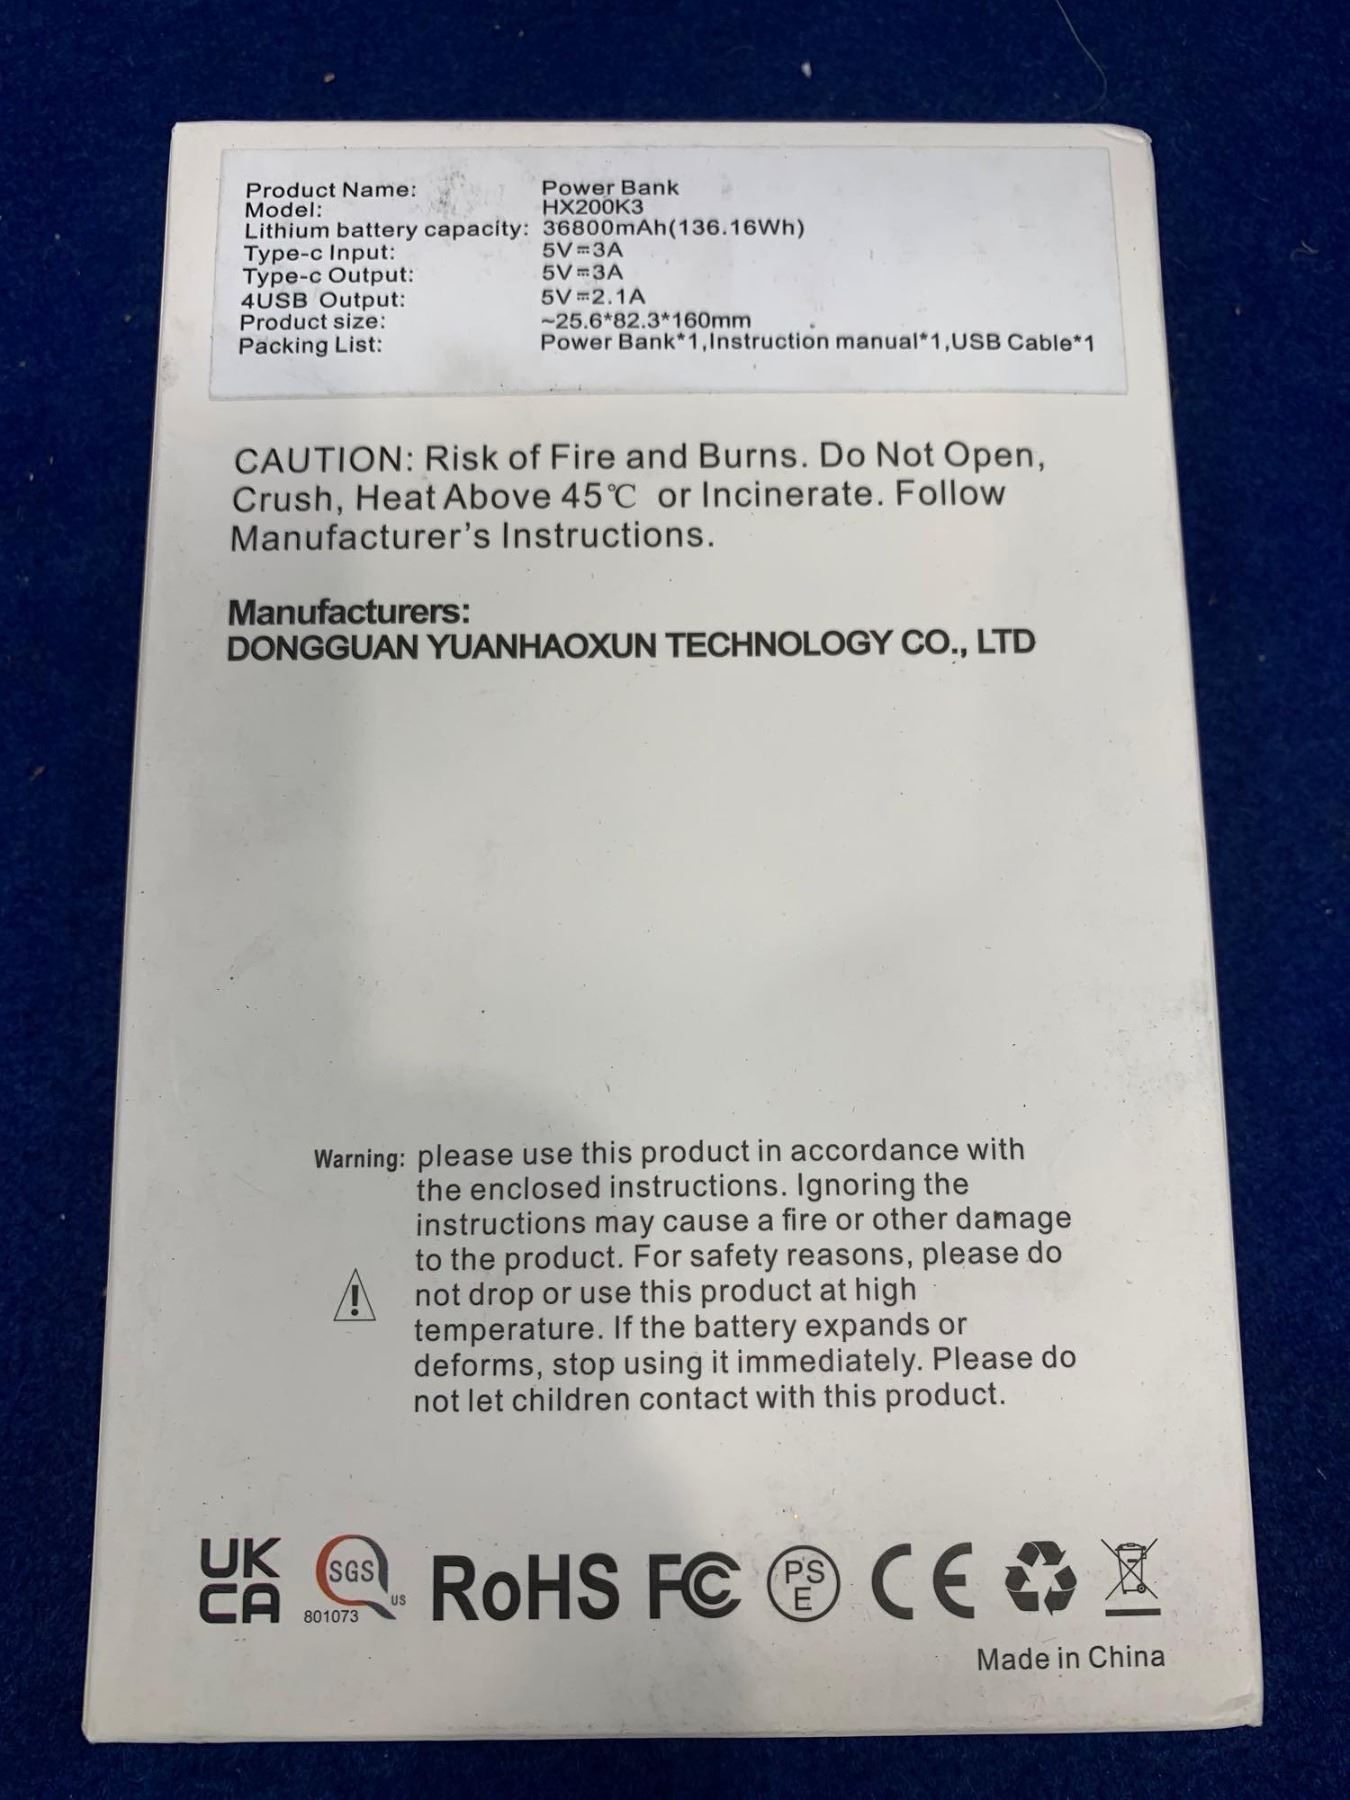 Product Name: Power Bank
Model: HX200K3
Lithium battery capacity: 36800mAh(136.16Wh)
Type-c Input: 5V⎓3A
Type-c Output: 5V⎓3A
4USB Output: 5V⎓2.1A
Product size: ~25.6*82.3*160mm
Packing List: Power Bank*1,Instruction manual*1,USB Cable*1
CAUTION: Risk of Fire and Burns. Do Not Open,
Crush, Heat Above 45℃ or Incinerate. Follow
Manufacturer's Instructions.
Manufacturers:
DONGGUAN YUANHAOXUN TECHNOLOGY CO., LTD
Warning: please use this product in accordance with
the enclosed instructions. Ignoring the
instructions may cause a fire or other damage
to the product. For safety reasons, please do
not drop or use this product at high
temperature. If the battery expands or
deforms, stop using it immediately. Please do
not let children contact with this product.
UK
CA
SGS
US
801073
RoHS FC PS
E
CE
Made in China